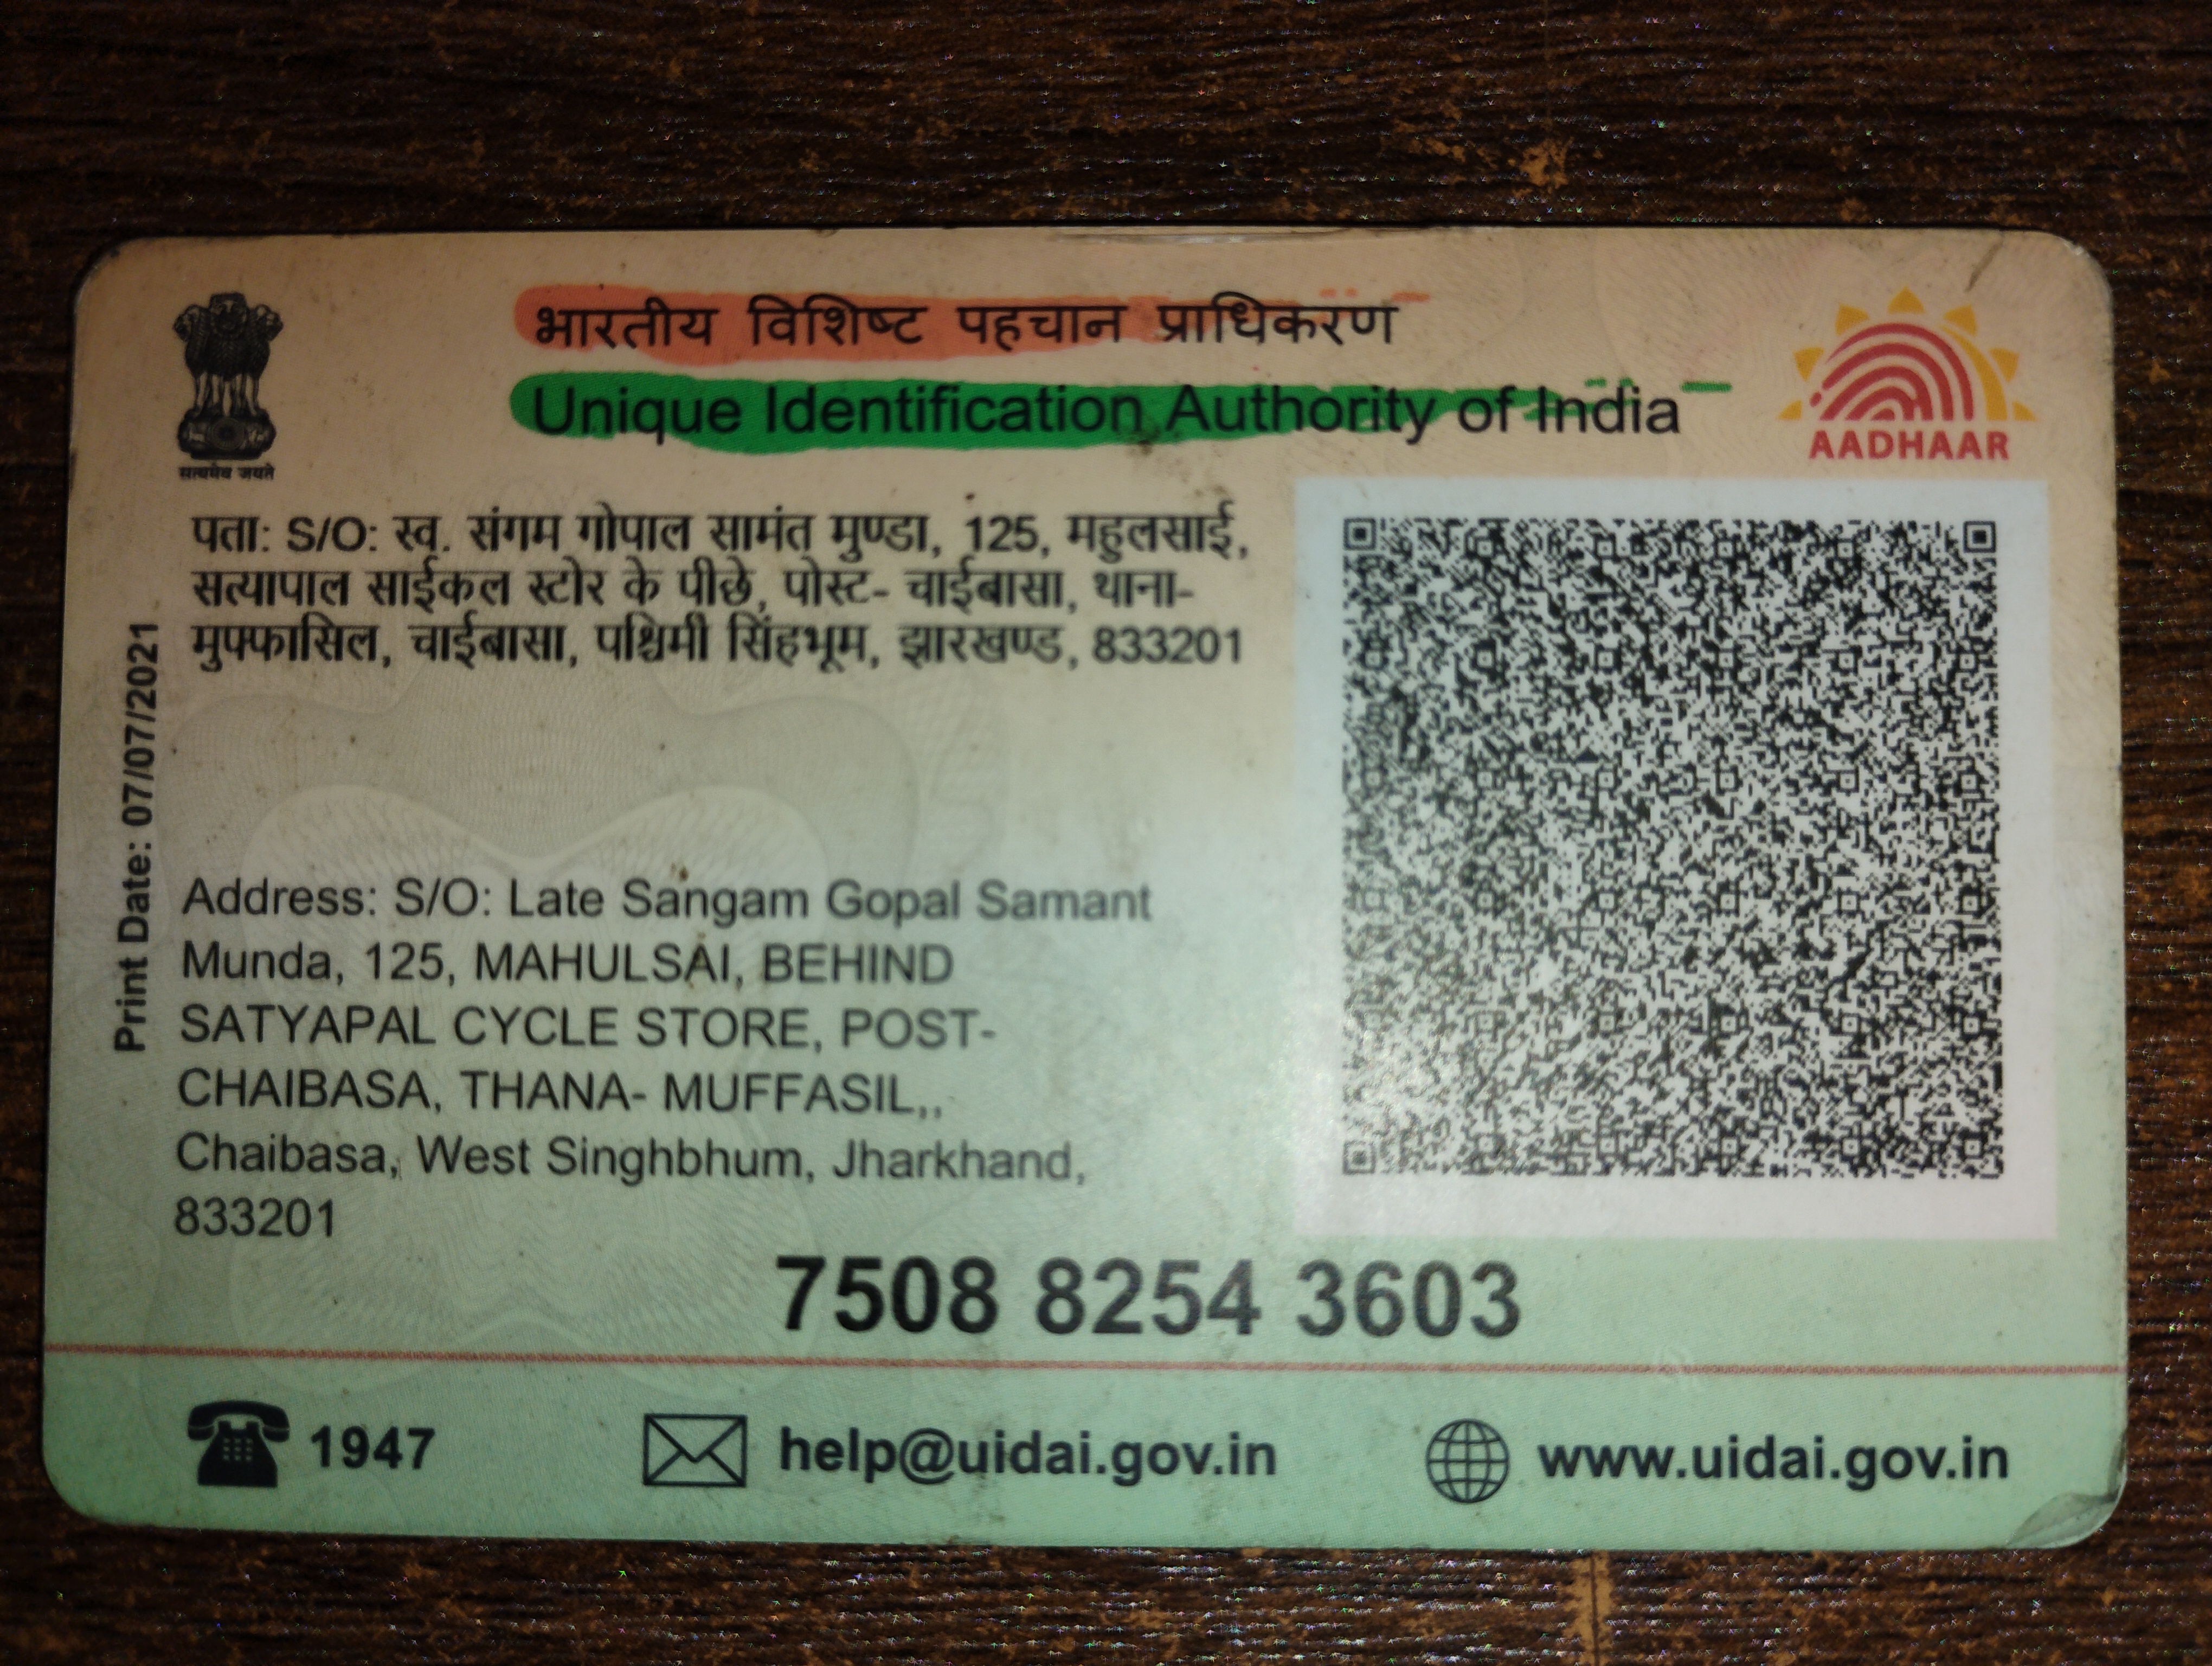 भारतीय विशिष्ट पहचान प्राधिकरण
Unique Identification Authority of India
सत्यमेव जयते
AADHAAR
पता: S/O: स्व. संगम गोपाल सामंत मुण्डा, 125, महुलसाई,
सत्यापाल साईकल स्टोर के पीछे, पोस्ट- चाईबासा, थाना-
मुफ्फासिल, चाईबासा, पश्चिमी सिंहभूम, झारखण्ड, 833201
Print Date: 07/07/2021
Address: S/O: Late Sangam Gopal Samant
Munda, 125, MAHULSAI, BEHIND
SATYAPAL CYCLE STORE, POST-
CHAIBASA, THANA- MUFFASIL,,
Chaibasa, West Singhbhum, Jharkhand,
833201
7508 8254 3603
1947
help@uidai.gov.in
www.uidai.gov.in